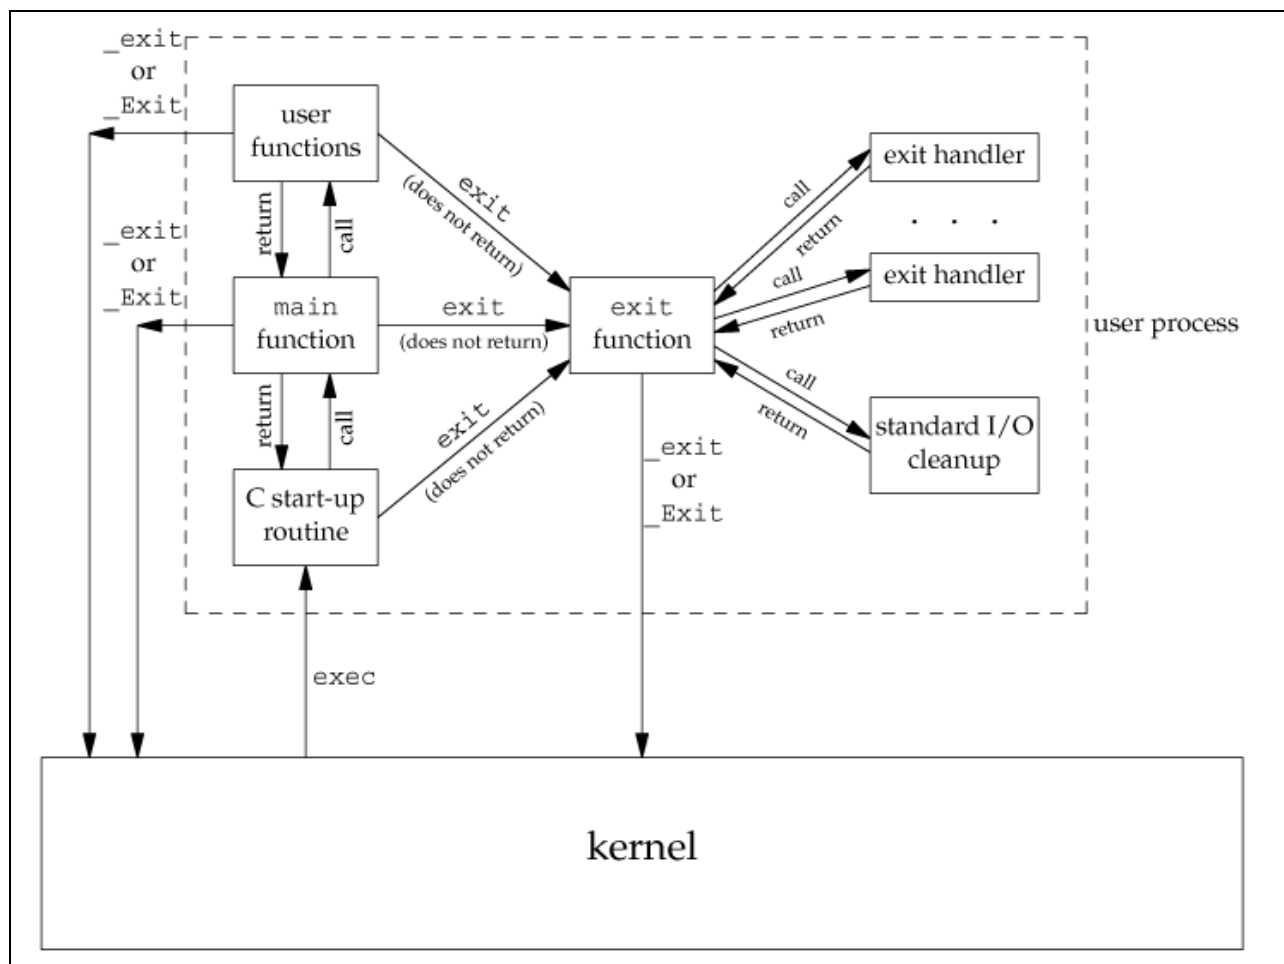 _exit
or
_Exit
user
functions
exit
(does not return)
call
return
exit handler
. . .
return
call
_exit
or
_Exit
call
return
exit handler
main
function
exit
(does not return)
exit
function
user process
return
call
exit
(does not return)
call
return
standard I/O
cleanup
_exit
or
_Exit
C start-up
routine
exec
kernel